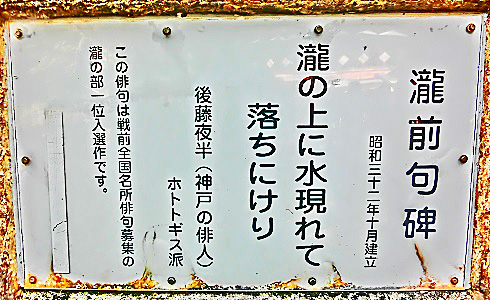 瀧前句碑
昭和三十二年十月建立
瀧の上に水現れて
落ちにけり
後藤夜半（神戸の俳人）
ホトトギス派
この俳句は戦前全国名所俳句募集の
瀧の部一位入選作です。